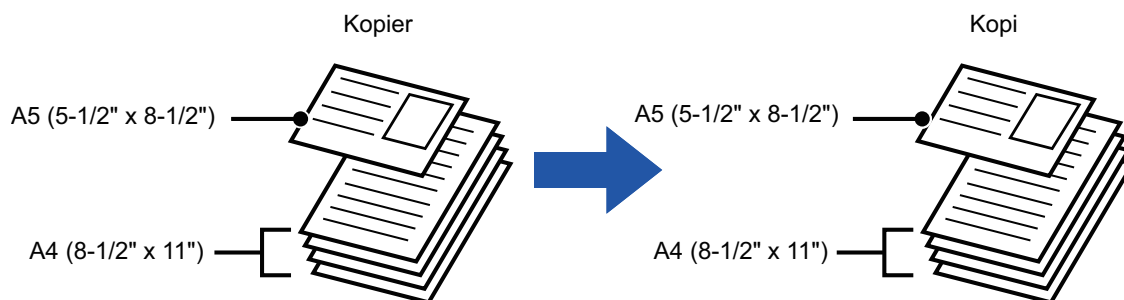 Kopier
Kopi
A5 (5-1/2" x 8-1/2")
A5 (5-1/2" x 8-1/2")
A4 (8-1/2" x 11")
A4 (8-1/2" x 11")